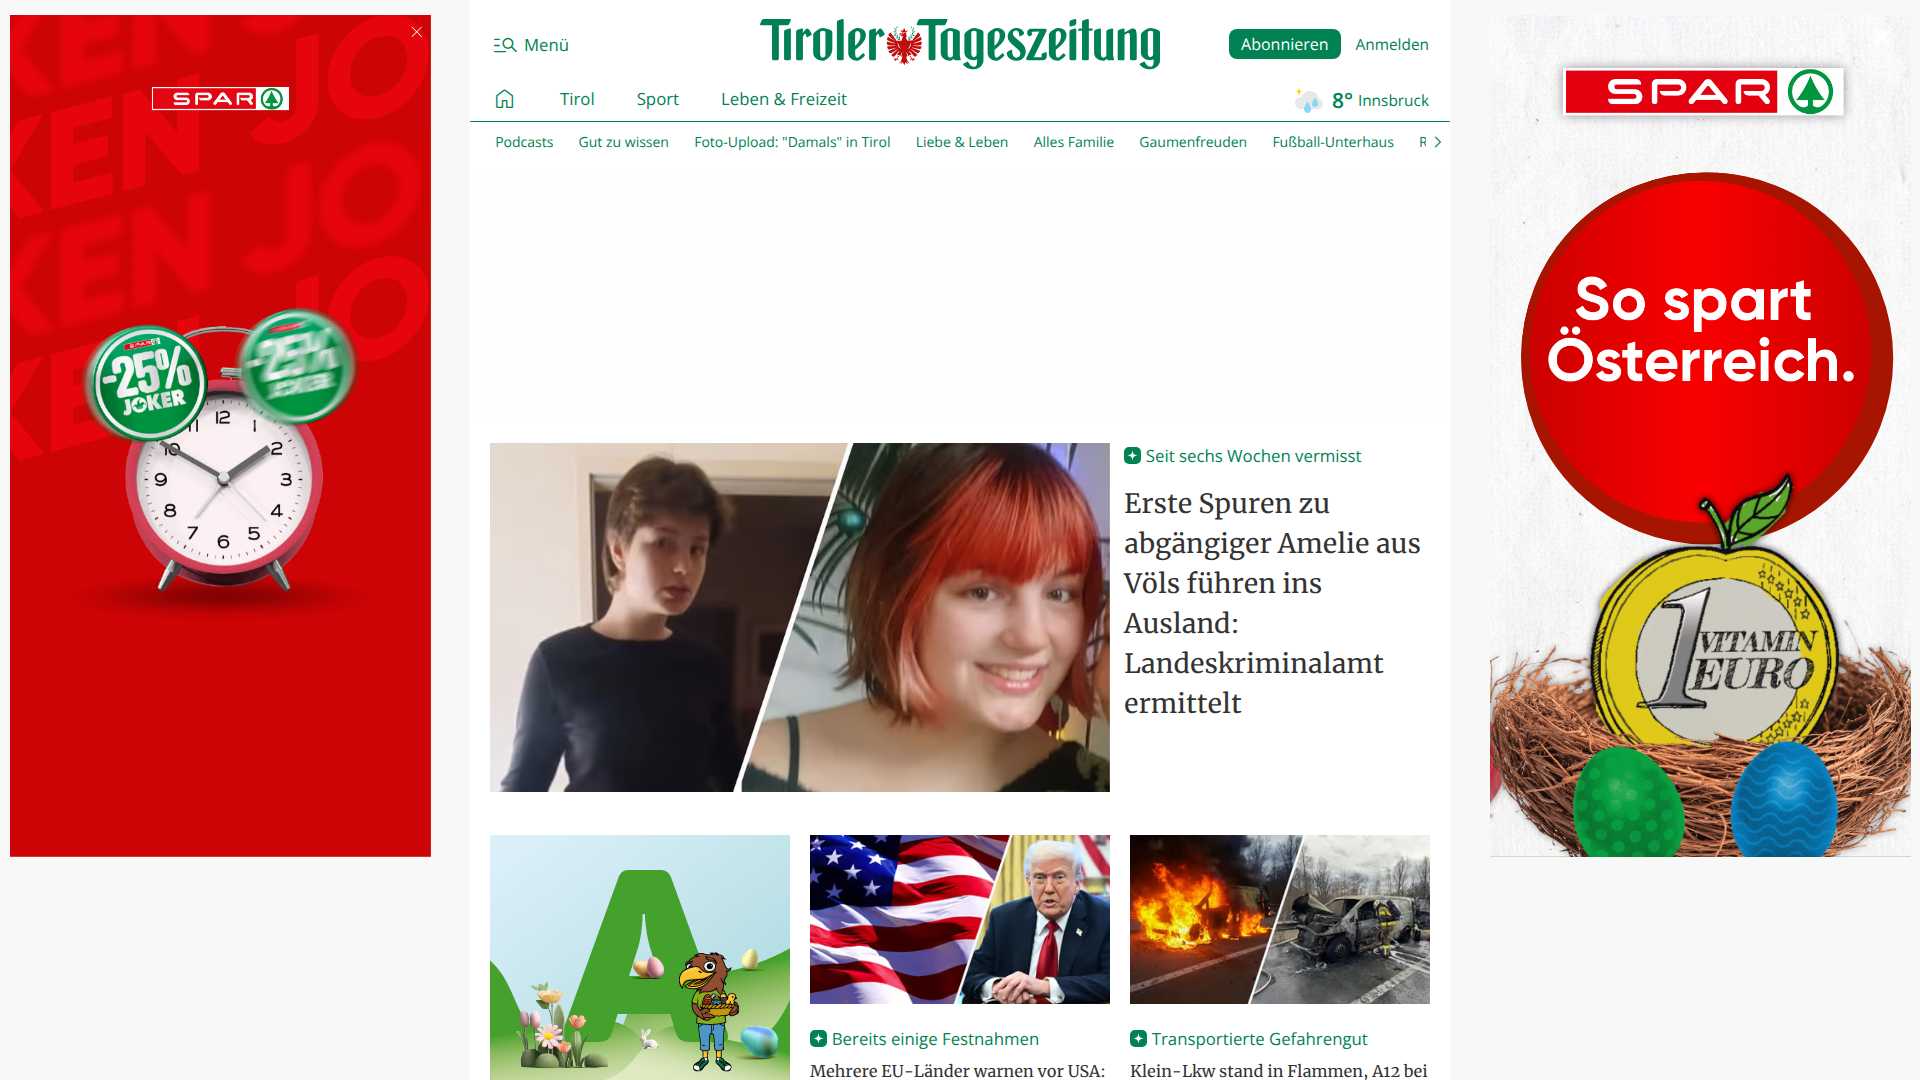 Menü
Tiroler Tageszeitung
Abonnieren
Anmelden
Tirol
Sport
Leben & Freizeit
8° Innsbruck
Podcasts
Gut zu wissen
Foto-Upload: "Damals" in Tirol
Liebe & Leben
Alles Familie
Gaumenfreuden
Fußball-Unterhaus
SPAR
-25%
JOKER
-25%
JOKER
12
1
2
3
4
5
6
7
8
9
10
11
Seit sechs Wochen vermisst
Erste Spuren zu
abgängiger Amelie aus
Völs führen ins
Ausland:
Landeskriminalamt
ermittelt
A
Bereits einige Festnahmen
Mehrere EU-Länder warnen vor USA:
Transportierte Gefahrengut
Klein-Lkw stand in Flammen, A12 bei
SPAR
So spart
Österreich.
1 VITAMIN
EURO